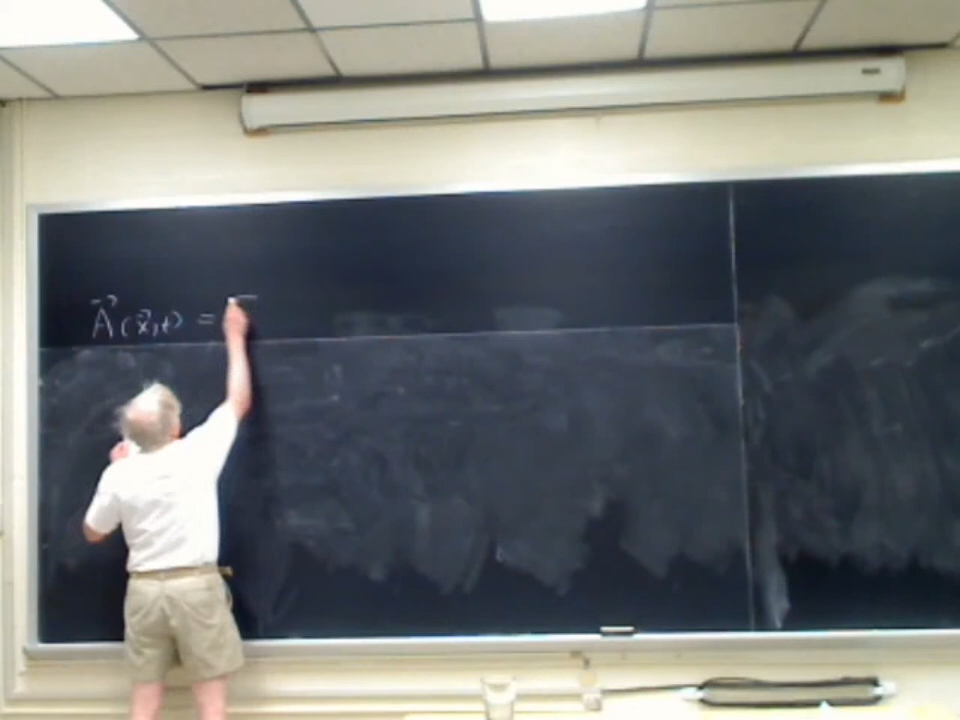 A⃗(x⃗,t) =